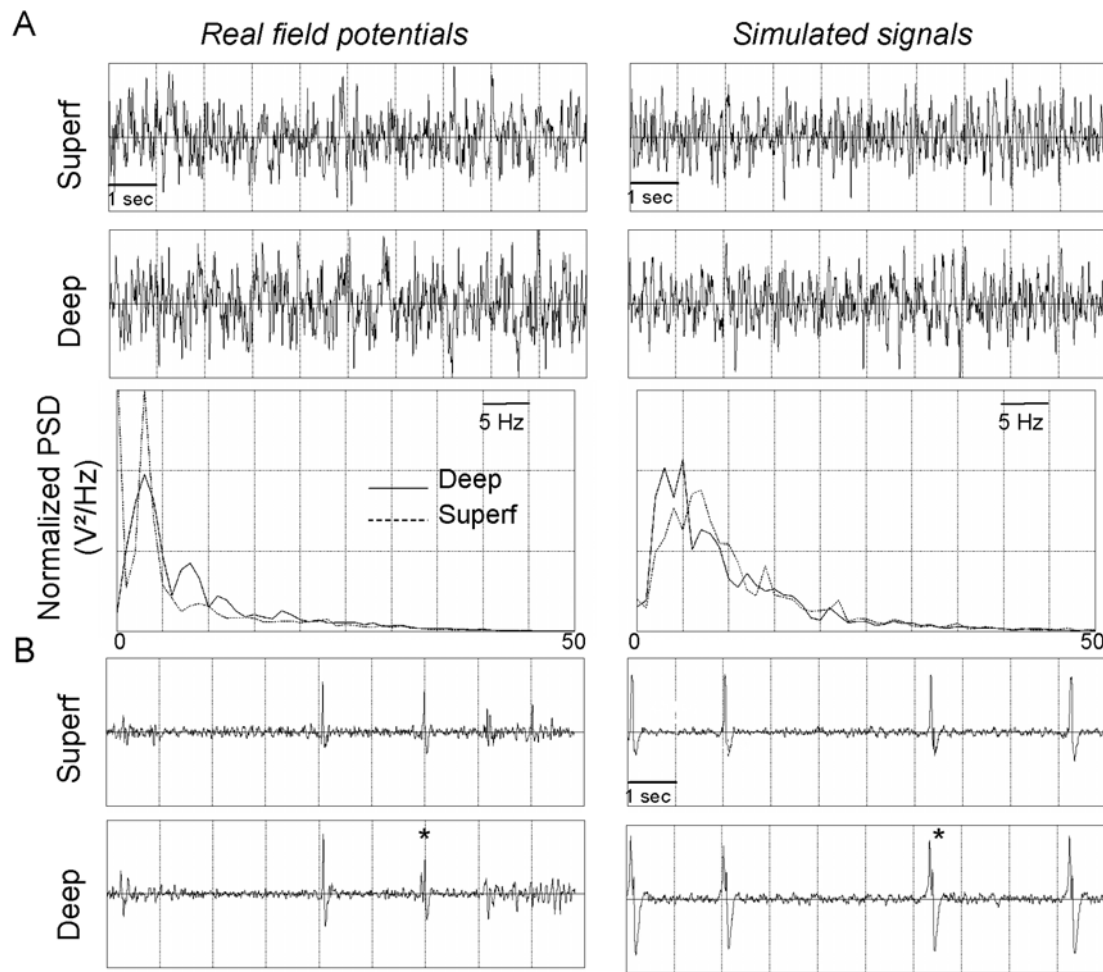 A
Real field potentials
Simulated signals
Superf
1 sec
1 sec
Deep
Normalized PSD
(V²/Hz)
5 Hz
5 Hz
Deep
Superf
0
50
0
50
B
Superf
1 sec
Deep
*
*